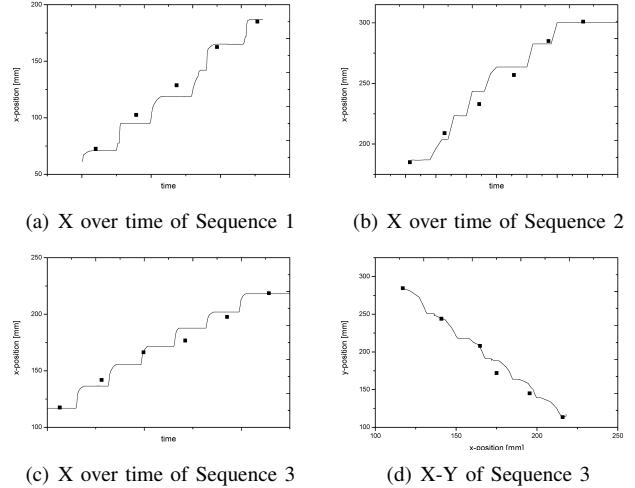 200
150
100
50
x-position [mm]
time
(a) X over time of Sequence 1
300
250
200
x-position [mm]
time
(b) X over time of Sequence 2
250
200
150
100
x-position [mm]
time
(c) X over time of Sequence 3
300
250
200
150
100
y-position [mm]
100
150
200
250
x-position [mm]
(d) X-Y of Sequence 3